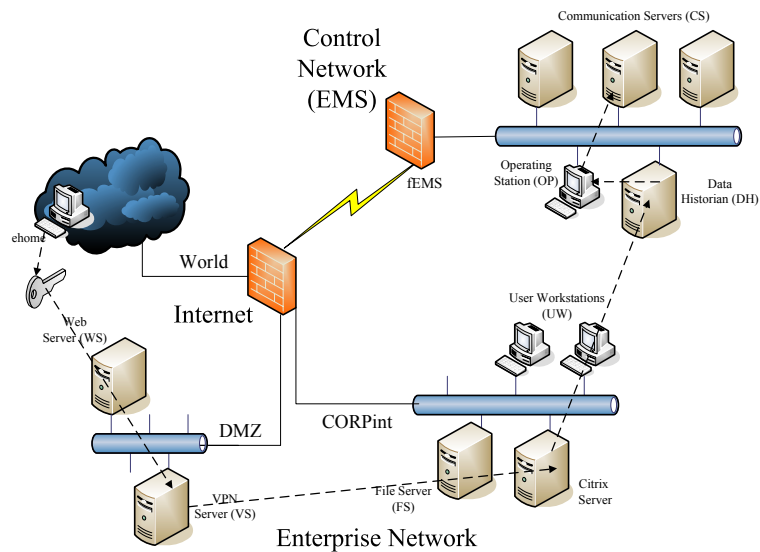 Communication Servers (CS)
Control
Network
(EMS)
Operating
Station (OP)
Data
Historian (DH)
fEMS
ehome
World
Internet
Web
Server (WS)
User Workstations
(UW)
DMZ
CORPint
VPN
Server (VS)
File Server
(FS)
Citrix
Server
Enterprise Network